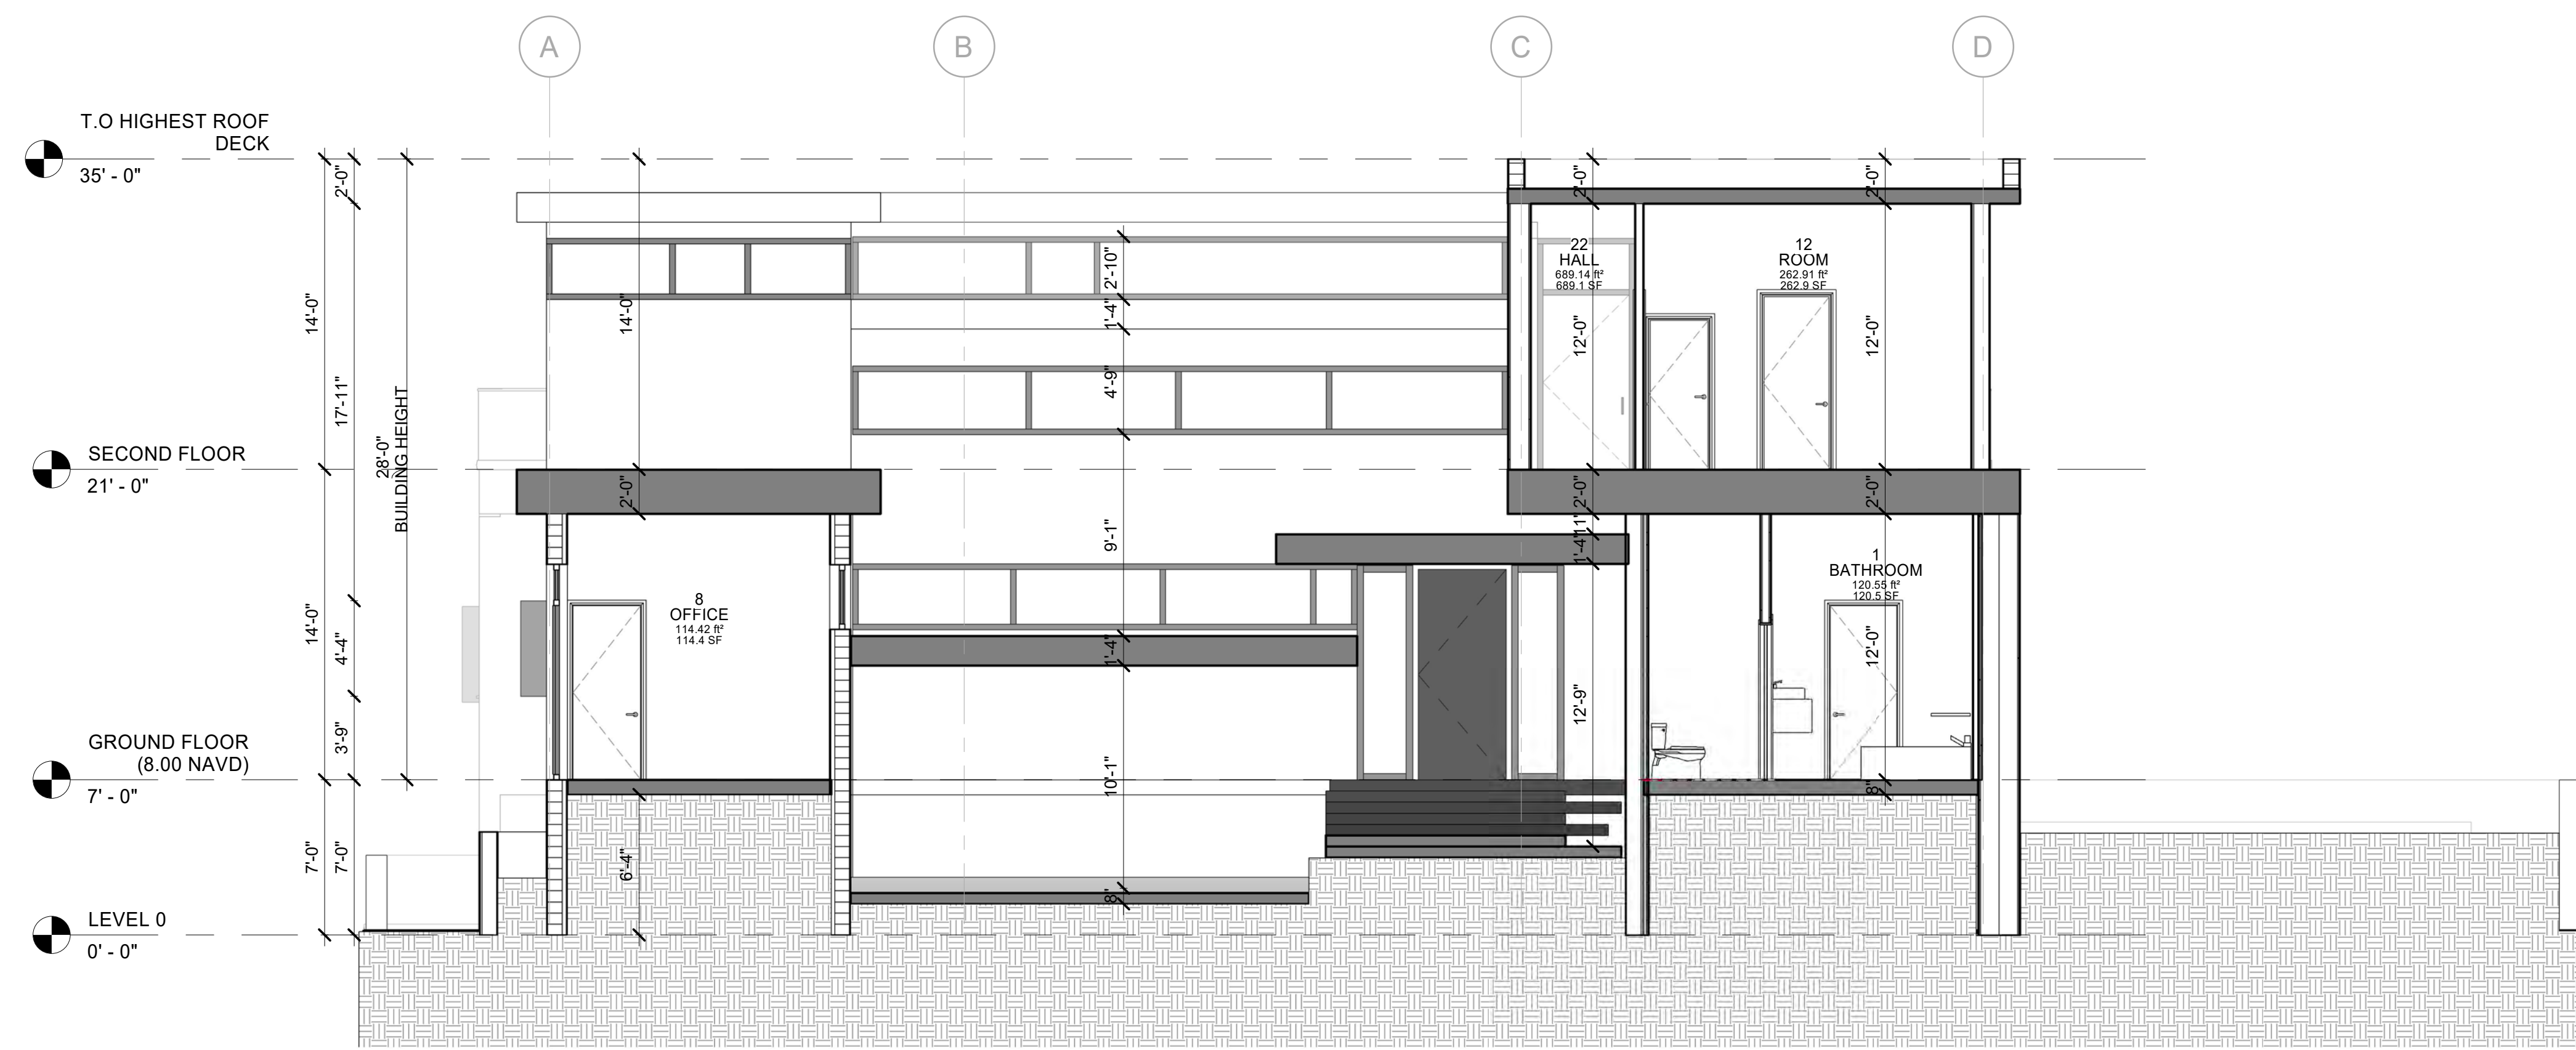 A
B
C
D
T.O HIGHEST ROOF
DECK
35' - 0"
SECOND FLOOR
21' - 0"
GROUND FLOOR
(8.00 NAVD)
7' - 0"
LEVEL 0
0' - 0"
14'-0"
14'-0"
7'-0"
2'-0"
17'-11"
4'-4"
3'-9"
7'-0"
28'-0"
BUILDING HEIGHT
14'-0"
2'-0"
6'-4"
8
OFFICE
114.42 ft²
114.4 SF
2'-10"
1'-4"
4'-9"
9'-1"
1'-4"
10'-1"
8"
22
HALL
689.14 ft²
689.1 SF
2'-0"
12'-0"
2'-0"
11"
1'-4"
12'-9"
12
ROOM
262.91 ft²
262.9 SF
2'-0"
12'-0"
2'-0"
1
BATHROOM
120.55 ft²
120.5 SF
12'-0"
8"